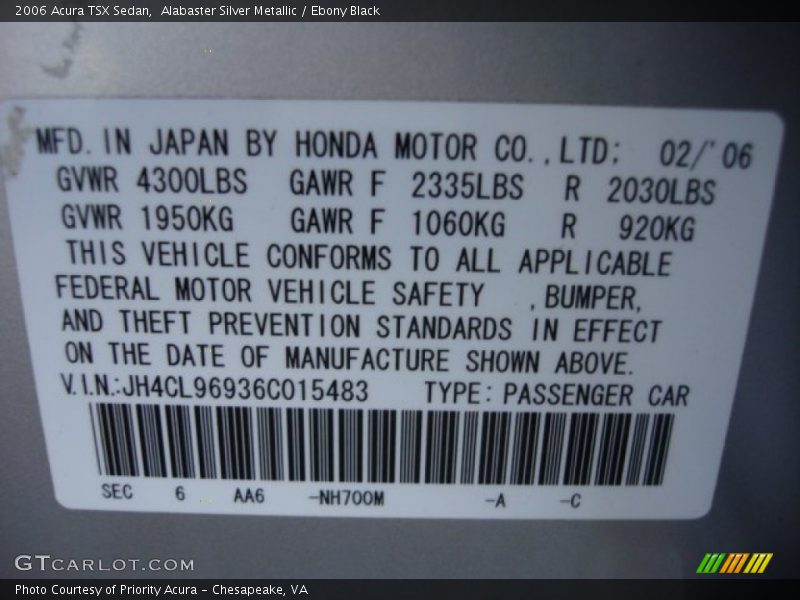 2006 Acura TSX Sedan,  Alabaster Silver Metallic / Ebony Black
MFD. IN JAPAN BY HONDA MOTOR CO., LTD: 02/'06
GVWR 4300LBS GAWR F 2335LBS R 2030LBS
GVWR 1950KG GAWR F 1060KG R 920KG
THIS VEHICLE CONFORMS TO ALL APPLICABLE
FEDERAL MOTOR VEHICLE SAFETY , BUMPER,
AND THEFT PREVENTION STANDARDS IN EFFECT
ON THE DATE OF MANUFACTURE SHOWN ABOVE.
V.I.N.:JH4CL96936C015483 TYPE: PASSENGER CAR
SEC 6 AA6 -NH700M -A -C
GTCARLOT.COM
Photo Courtesy of Priority Acura - Chesapeake, VA